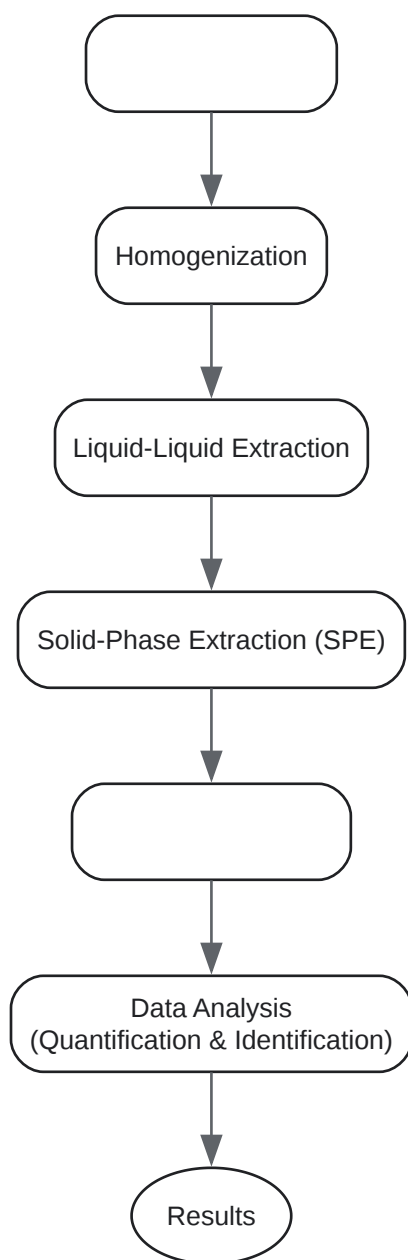 Homogenization
Liquid-Liquid Extraction
Solid-Phase Extraction (SPE)
Data Analysis
(Quantification & Identification)
Results